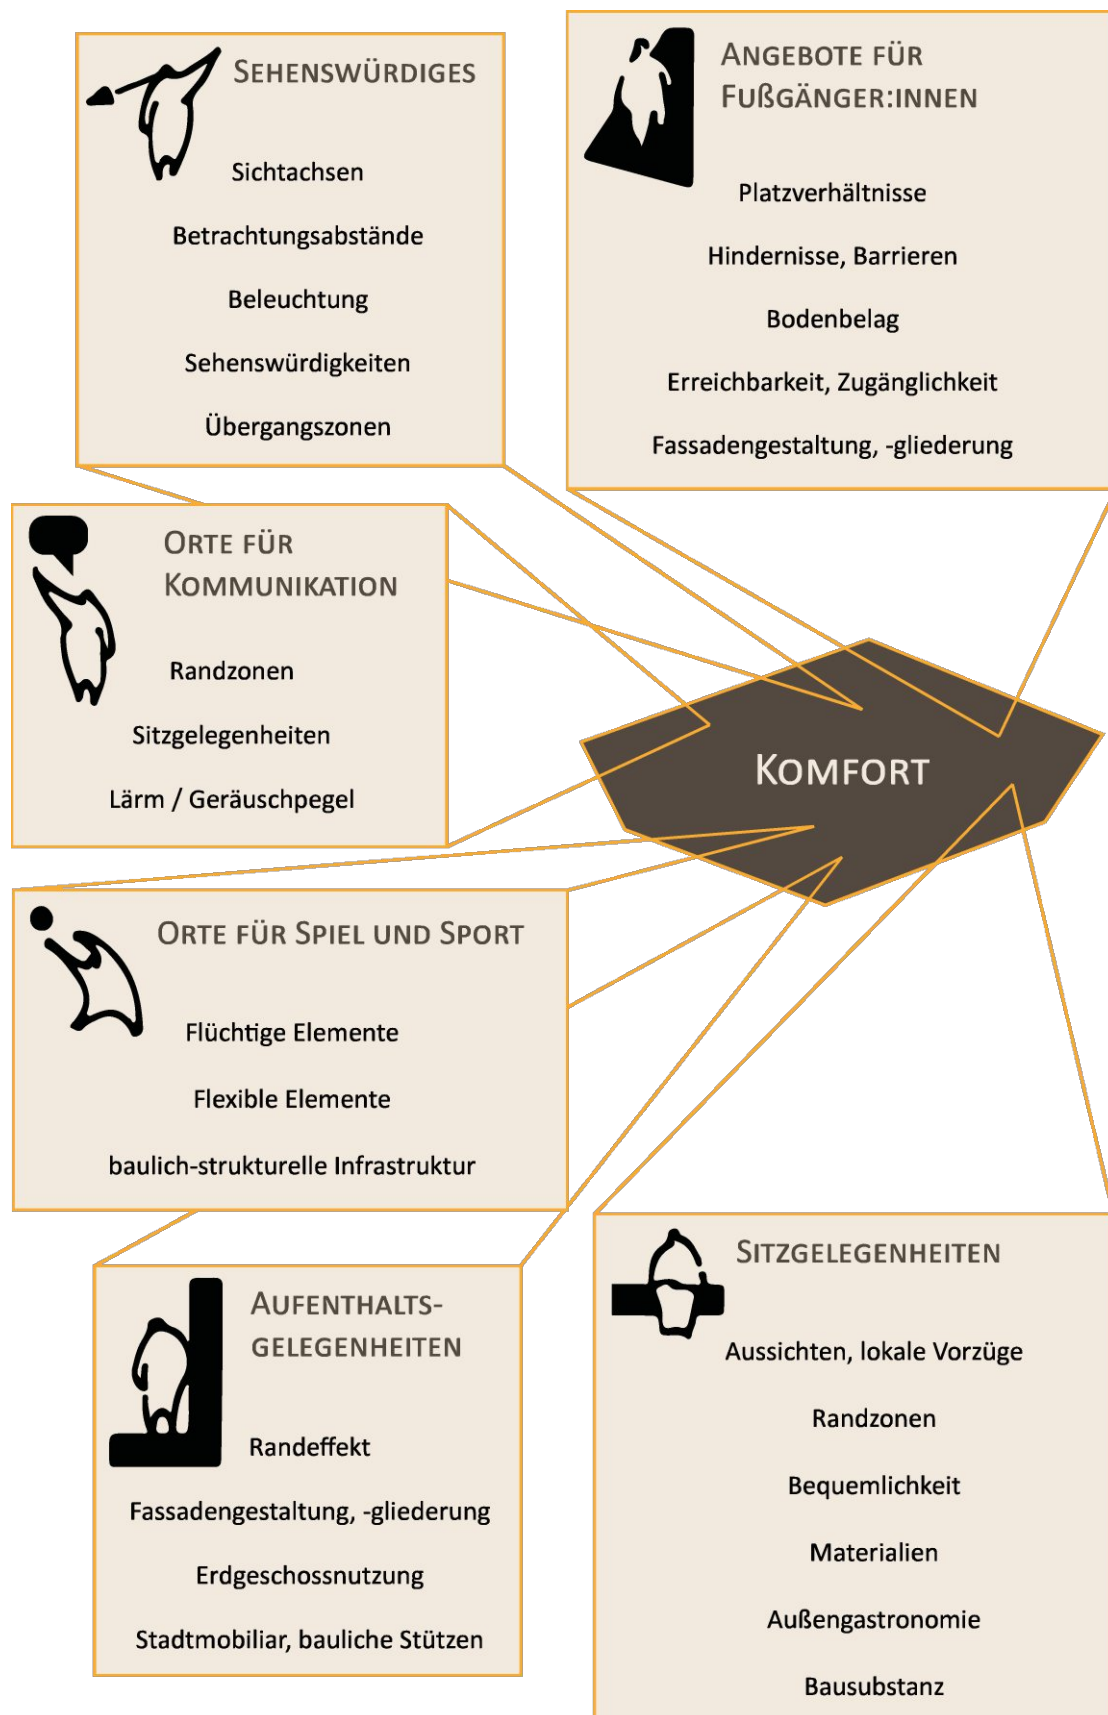 Sehenswürdiges
Sichtachsen
Betrachtungsabstände
Beleuchtung
Sehenswürdigkeiten
Übergangszonen
Angebote für
Fußgänger:innen
Platzverhältnisse
Hindernisse, Barrieren
Bodenbelag
Erreichbarkeit, Zugänglichkeit
Fassadengestaltung, -gliederung
Orte für
Kommunikation
Randzonen
Sitzgelegenheiten
Lärm / Geräuschpegel
Komfort
Orte für Spiel und Sport
Flüchtige Elemente
Flexible Elemente
baulich-strukturelle Infrastruktur
Aufenthalts-
gelegenheiten
Randeffekt
Fassadengestaltung, -gliederung
Erdgeschossnutzung
Stadtmobiliar, bauliche Stützen
Sitzgelegenheiten
Aussichten, lokale Vorzüge
Randzonen
Bequemlichkeit
Materialien
Außengastronomie
Bausubstanz